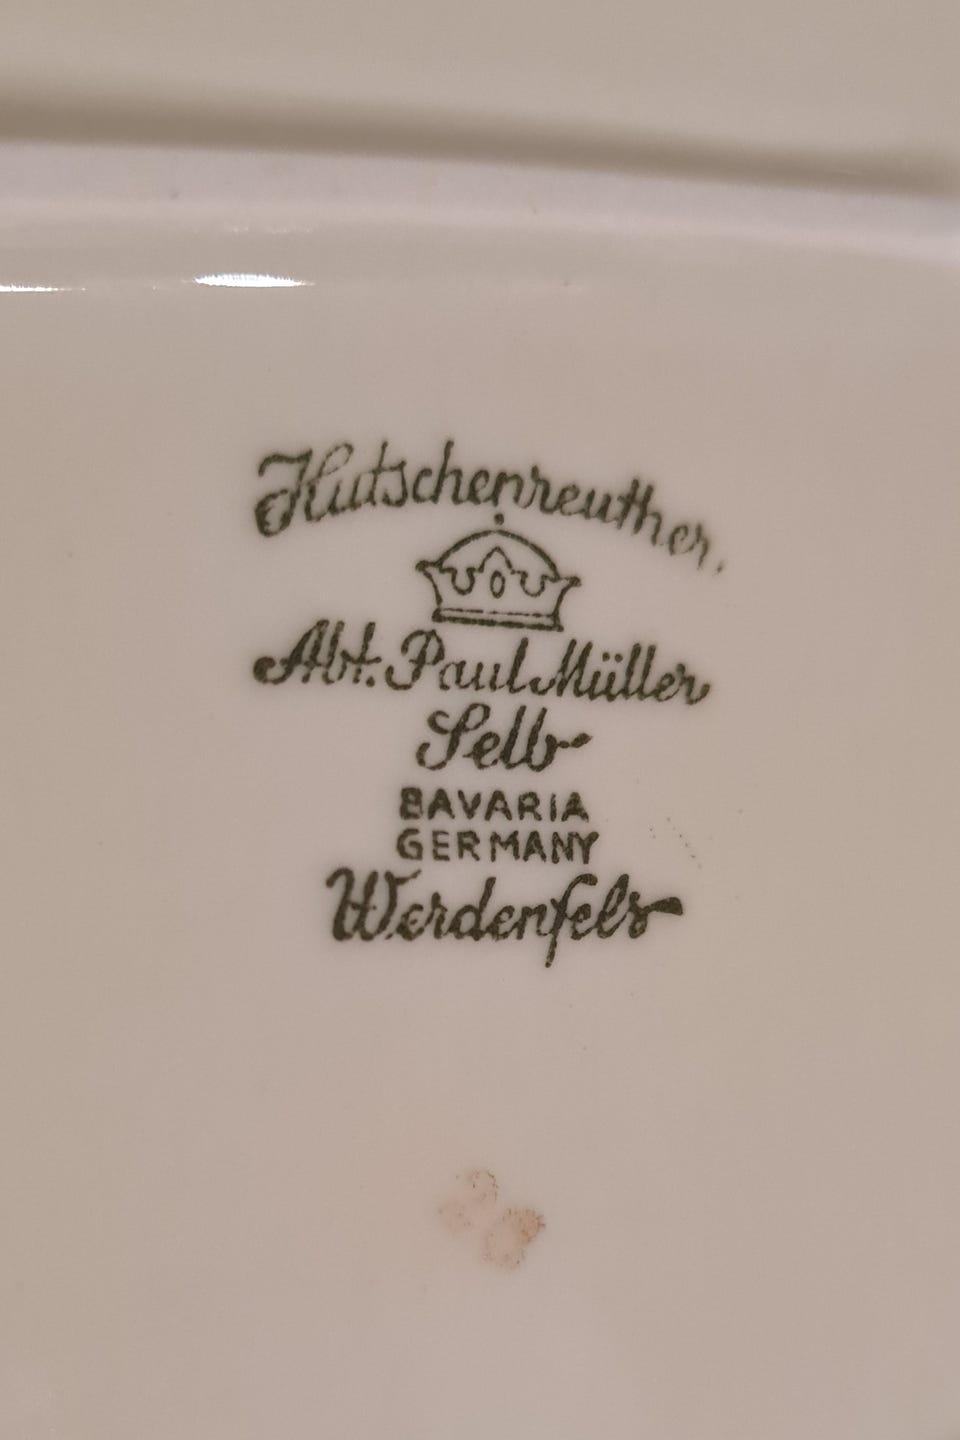 Hutschenreuther,
Abt. Paul Müller
Selb
BAVARIA
GERMANY
Werdenfels